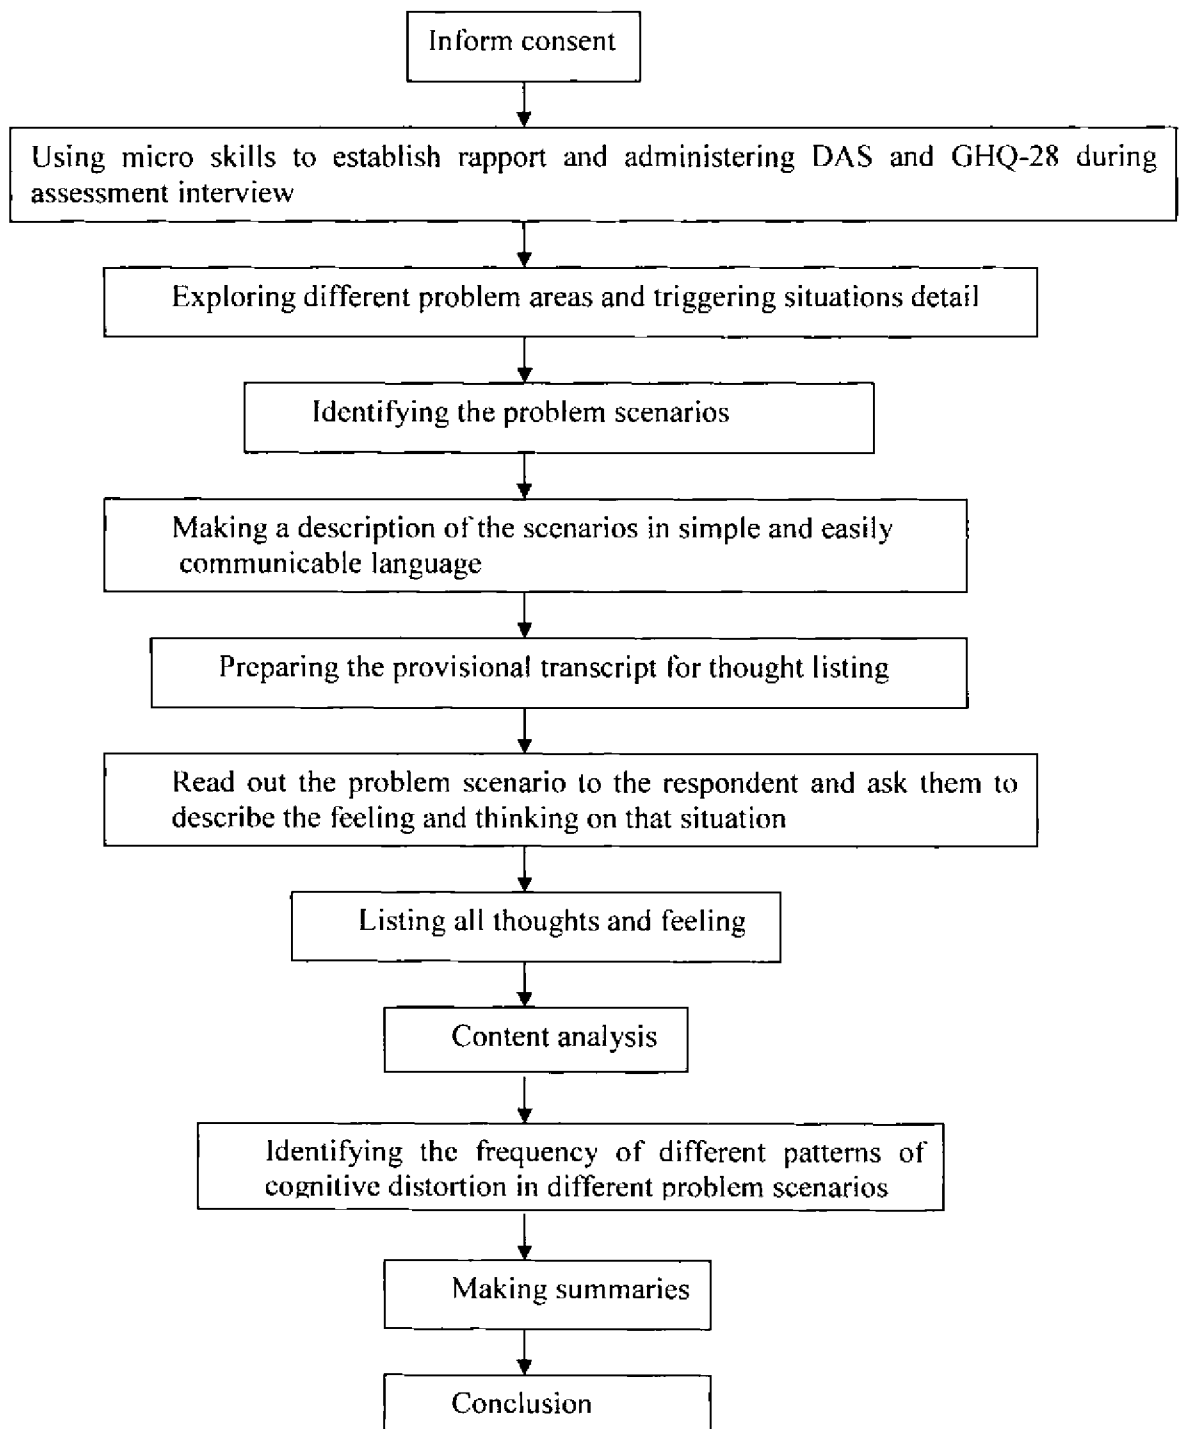 Inform consent
Using micro skills to establish rapport and administering DAS and GHQ-28 during
assessment interview
Exploring different problem areas and triggering situations detail
Identifying the problem scenarios
Making a description of the scenarios in simple and easily
communicable language
Preparing the provisional transcript for thought listing
Read out the problem scenario to the respondent and ask them to
describe the feeling and thinking on that situation
Listing all thoughts and feeling
Content analysis
Identifying the frequency of different patterns of
cognitive distortion in different problem scenarios
Making summaries
Conclusion